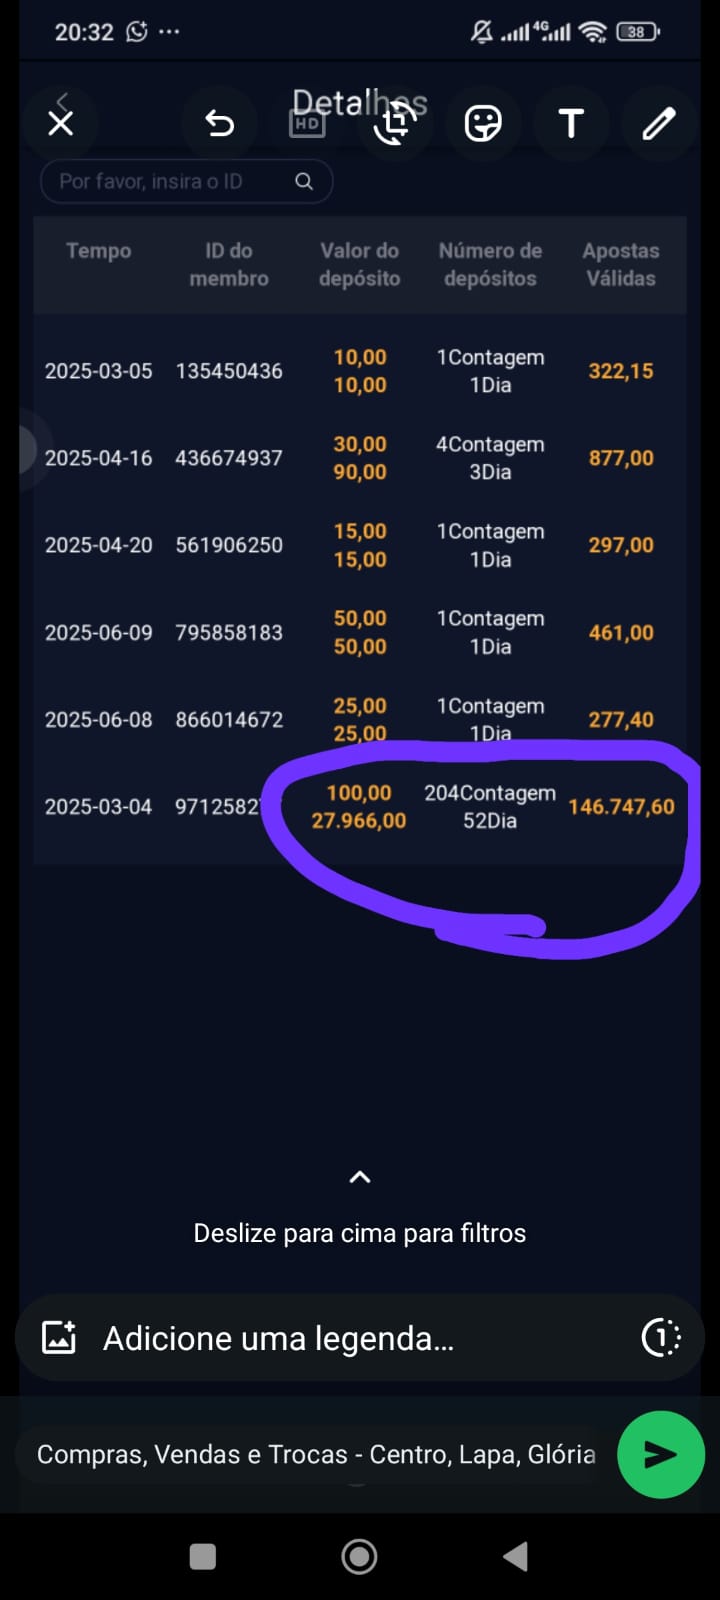 20:32
4G
38
Detalhes
HD
T
Por favor, insira o ID
Tempo ID do membro Valor do depósito Número de depósitos Apostas Válidas
2025-03-05 135450436 10,00 10,00 1Contagem 1Dia 322,15
2025-04-16 436674937 30,00 90,00 4Contagem 3Dia 877,00
2025-04-20 561906250 15,00 15,00 1Contagem 1Dia 297,00
2025-06-09 795858183 50,00 50,00 1Contagem 1Dia 461,00
2025-06-08 866014672 25,00 25,00 1Contagem 1Dia 277,40
2025-03-04 100,00 27.966,00 204Contagem 52Dia 146.747,60
Deslize para cima para filtros
Adicione uma legenda...
1
Compras, Vendas e Trocas - Centro, Lapa, Glória